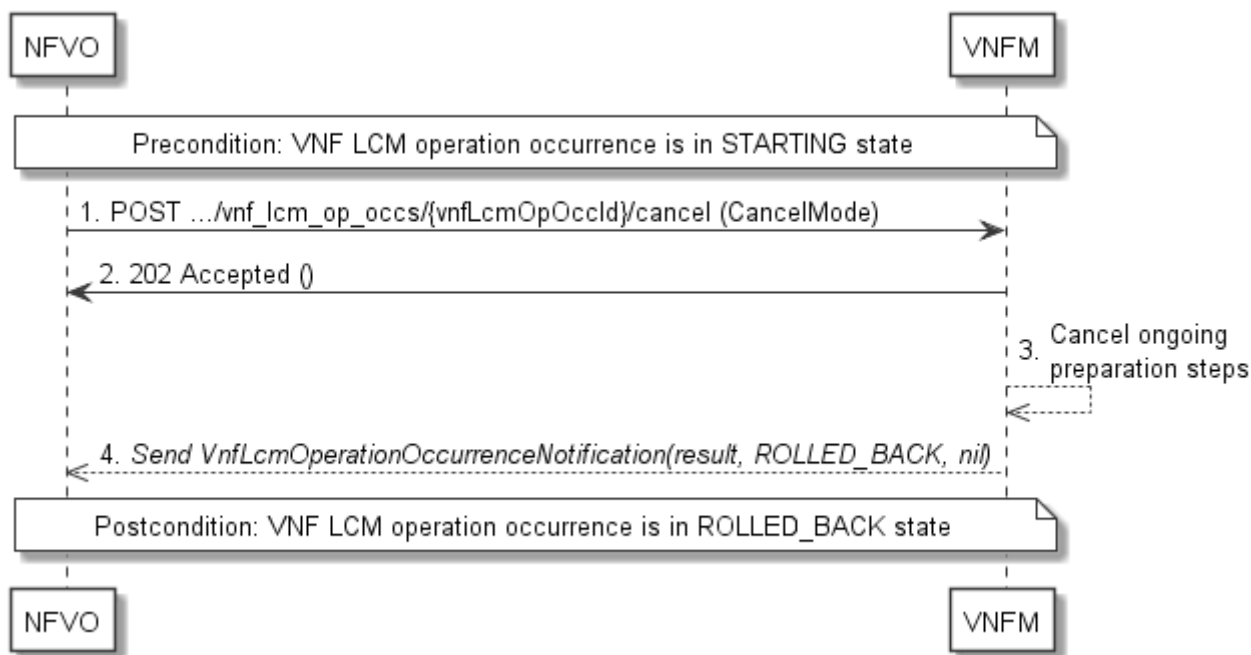 NFVO VNFM
Precondition: VNF LCM operation occurrence is in STARTING state
1. POST .../vnf_lcm_op_occs/{vnfLcmOpOccId}/cancel (CancelMode)
2. 202 Accepted ()
3. Cancel ongoing
preparation steps
4. Send VnfLcmOperationOccurrenceNotification(result, ROLLED_BACK, nil)
Postcondition: VNF LCM operation occurrence is in ROLLED_BACK state
NFVO VNFM